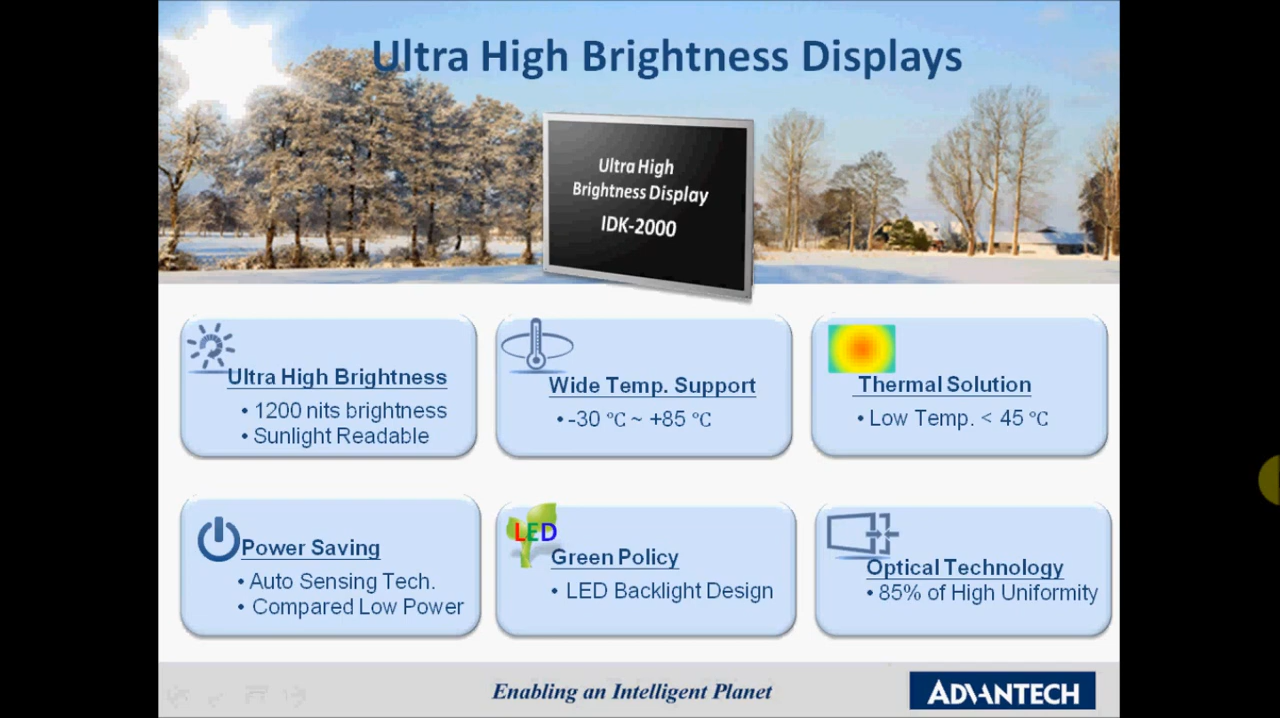 Ultra High Brightness Displays
Ultra High
Brightness Display
IDK-2000
Ultra High Brightness
• 1200 nits brightness
• Sunlight Readable
Wide Temp. Support
• -30 ℃ ~ +85 ℃
Thermal Solution
• Low Temp. < 45 ℃
Power Saving
• Auto Sensing Tech.
• Compared Low Power
LED
Green Policy
• LED Backlight Design
Optical Technology
• 85% of High Uniformity
Enabling an Intelligent Planet
ADVANTECH